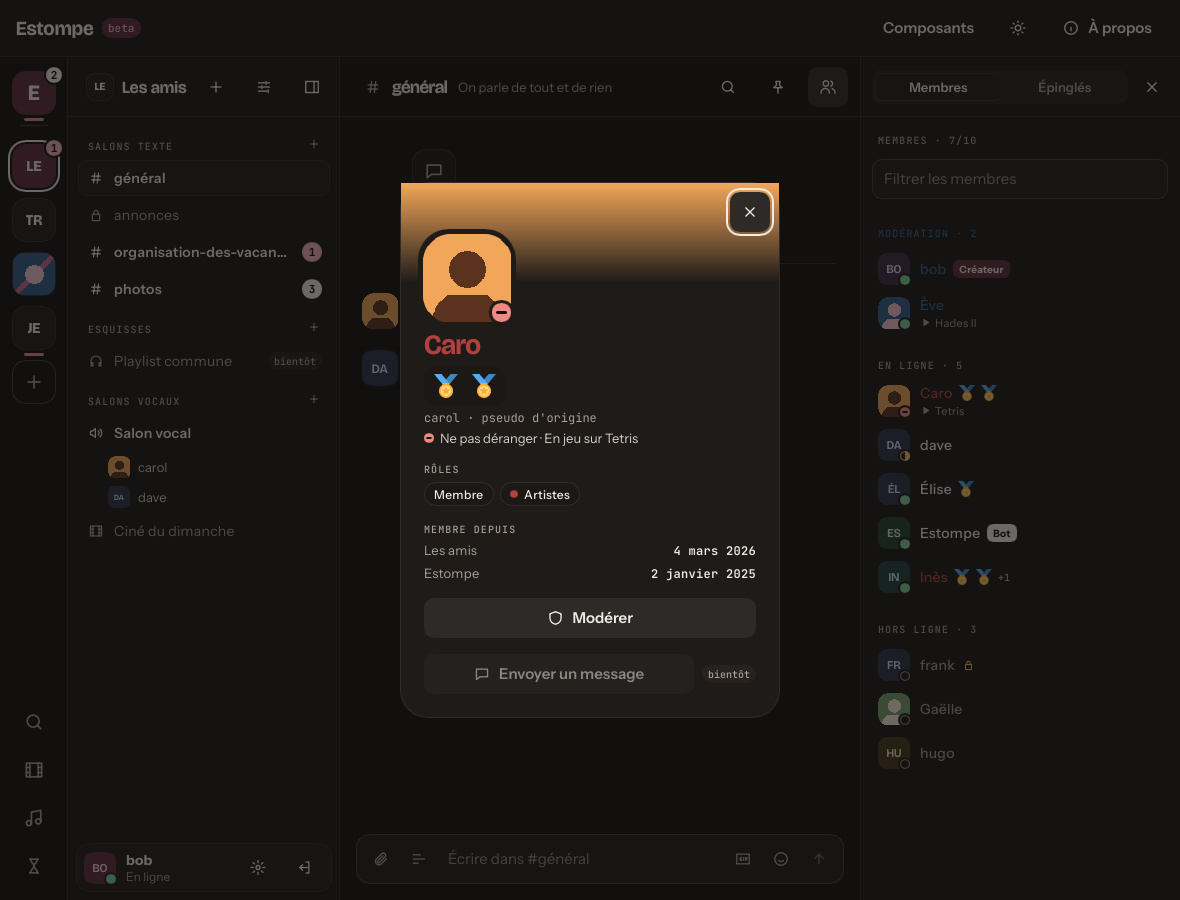 Estompe beta
Composants
À propos
E 2
LE 1
TR
JE
LE Les amis
SALONS TEXTE
général
annonces
organisation-des-vacan... 1
photos 3
ESQUISSES
Playlist commune bientôt
SALONS VOCAUX
Salon vocal
carol
DA dave
Ciné du dimanche
BO bob
En ligne
# général On parle de tout et de rien
DA
Caro
carol · pseudo d'origine
Ne pas déranger · En jeu sur Tetris
RÔLES
Membre Artistes
MEMBRE DEPUIS
Les amis 4 mars 2026
Estompe 2 janvier 2025
Modérer
Envoyer un message bientôt
Écrire dans #général
GIF
Membres Épinglés
MEMBRES · 7/10
Filtrer les membres
MODÉRATION · 2
BO bob Créateur
Ève
Hades II
EN LIGNE · 5
Caro
Tetris
DA dave
ÉL Élise
ES Estompe Bot
IN Inès +1
HORS LIGNE · 3
FR frank
Gaëlle
HU hugo